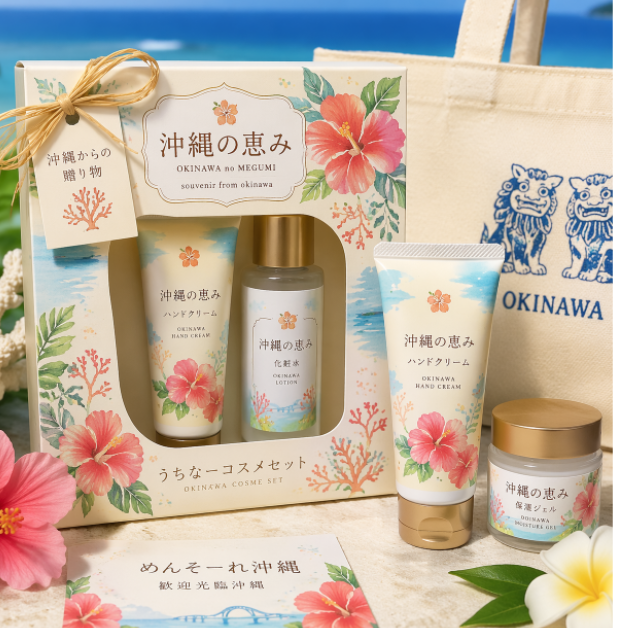 沖縄からの
贈り物
沖縄の恵み
OKINAWA no MEGUMI
souvenir from okinawa
沖縄の恵み
ハンドクリーム
OKINAWA
HAND CREAM
沖縄の恵み
化粧水
OKINAWA
LOTION
うちなーコスメセット
OKINAWA COSME SET
沖縄の恵み
ハンドクリーム
OKINAWA
HAND CREAM
沖縄の恵み
保湿ジェル
OKINAWA
MOISTURE GEL
OKINAWA
めんそーれ沖縄
歓迎光臨沖縄